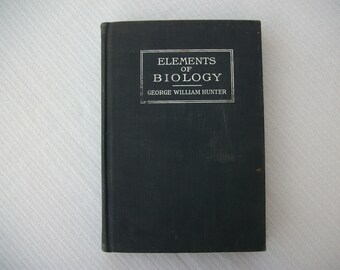 ELEMENTS
OF
BIOLOGY
GEORGE WILLIAM HUNTER